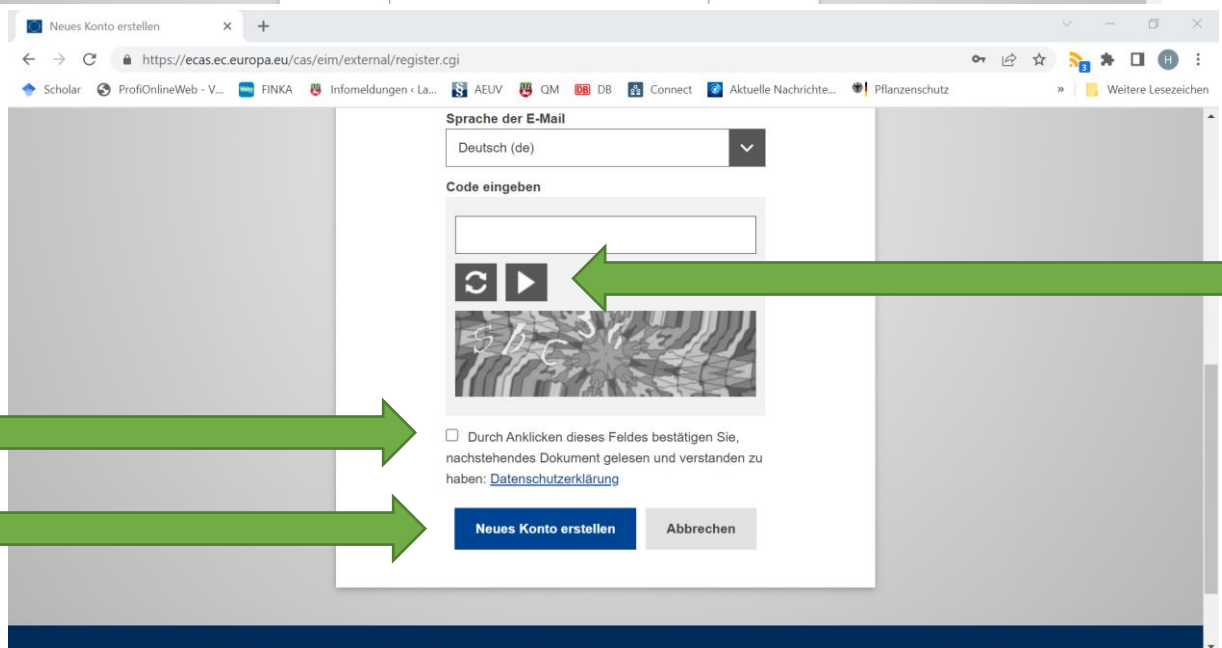 Neues Konto erstellen
https://ecas.ec.europa.eu/cas/eim/external/register.cgi
3
H
Scholar ProfiOnlineWeb - V... FINKA Infomeldungen ‹ La... § AEUV QM DB DB Connect Aktuelle Nachrichte... Pflanzenschutz » Weitere Lesezeichen
Sprache der E-Mail
Deutsch (de)
Code eingeben
Durch Anklicken dieses Feldes bestätigen Sie,
nachstehendes Dokument gelesen und verstanden zu
haben: Datenschutzerklärung
Neues Konto erstellen Abbrechen